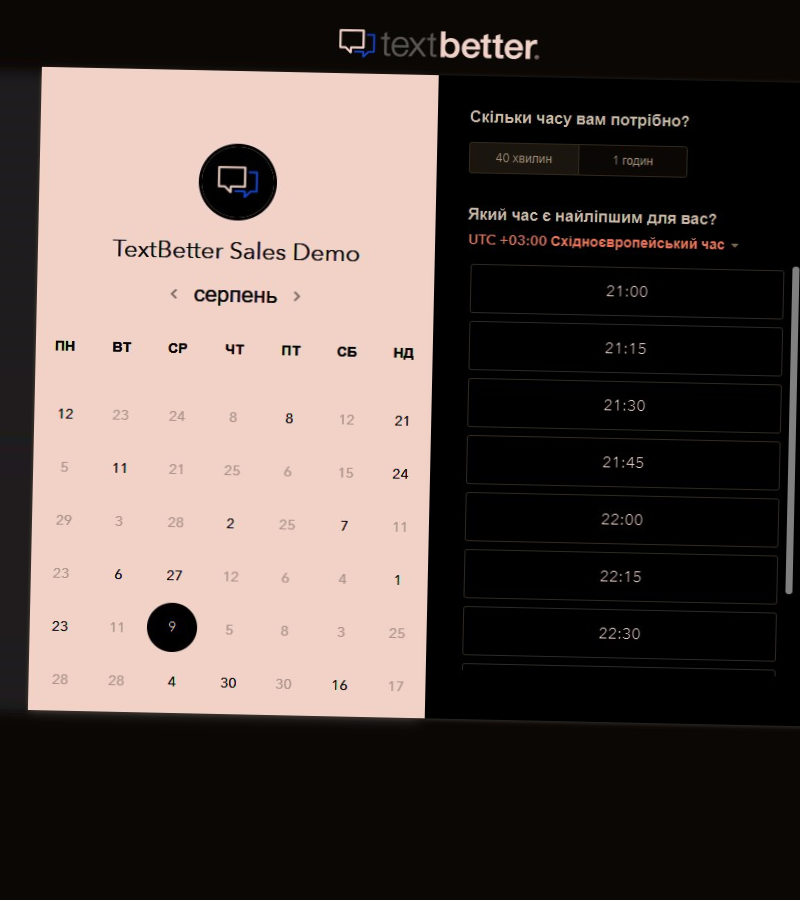 textbetter.
TextBetter Sales Demo
серпень
ПН ВТ СР ЧТ ПТ СБ НД
12 23 24 8 8 12 21
5 11 21 25 6 15 24
29 3 28 2 25 7 11
23 6 27 12 6 4 1
23 11 9 5 8 3 25
28 28 4 30 30 16 17
Скільки часу вам потрібно?
40 хвилин 1 годин
Який час є найліпшим для вас?
UTC +03:00 Східноєвропейський час
21:00
21:15
21:30
21:45
22:00
22:15
22:30